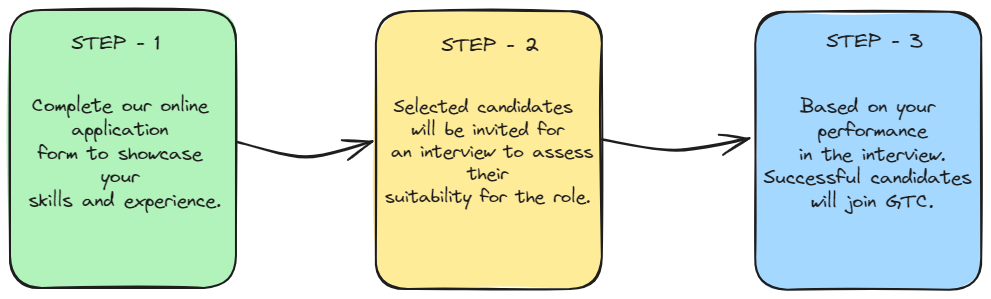 STEP - 1
Complete our online
application
form to showcase
your
skills and experience.
STEP - 2
Selected candidates
will be invited for
an interview to assess
their
suitability for the role.
STEP - 3
Based on your
performance
in the interview.
Successful candidates
will join GTC.